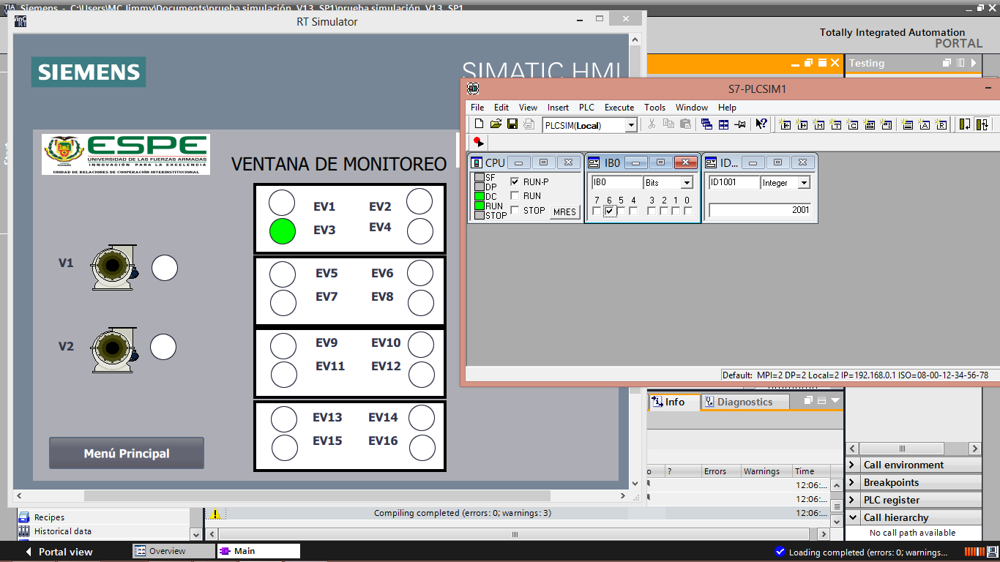 Siemens - C:\Users\MC Jimmy\Documents\prueba simulación_V13_SP1\prueba simulación_V13_SP1
RT Simulator
Totally Integrated Automation
PORTAL
SIEMENS
SIMATIC HMI
Testing
ESPE
UNIVERSIDAD DE LAS FUERZAS ARMADAS
INNOVACIÓN PARA LA EXCELENCIA
UNIDAD DE RELACIONES DE COOPERACIÓN INTERINSTITUCIONAL
VENTANA DE MONITOREO
EV1 EV2
EV3 EV4
V1
EV5 EV6
EV7 EV8
V2
EV9 EV10
EV11 EV12
EV13 EV14
EV15 EV16
Menú Principal
S7-PLCSIM1
File Edit View Insert PLC Execute Tools Window Help
PLCSIM(Local)
CPU
SF
DP
DC
RUN
STOP
RUN-P
RUN
STOP
MRES
IB0
IB0 Bits
7 6 5 4 3 2 1 0
ID...
ID1001 Integer
2001
Default: MPI=2 DP=2 Local=2 IP=192.168.0.1 ISO=08-00-12-34-56-78
Info Diagnostics
? Errors Warnings Time
12:06:...
12:06:...
Compiling completed (errors: 0; warnings: 3) 12:06:...
Call environment
Breakpoints
PLC register
Call hierarchy
No call path available
Recipes
Historical data
Portal view Overview Main Loading completed (errors: 0; warnings...